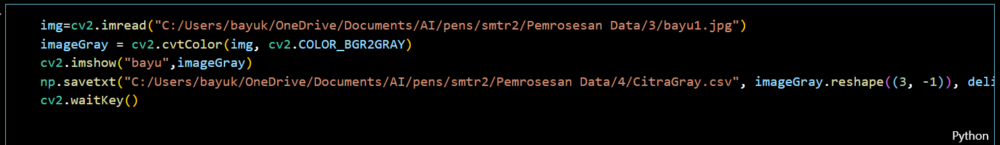 img=cv2.imread("C:/Users/bayuk/OneDrive/Documents/AI/pens/smtr2/Pemrosesan Data/3/bayu1.jpg")
imageGray = cv2.cvtColor(img, cv2.COLOR_BGR2GRAY)
cv2.imshow("bayu",imageGray)
np.savetxt("C:/Users/bayuk/OneDrive/Documents/AI/pens/smtr2/Pemrosesan Data/4/CitraGray.csv", imageGray.reshape((3, -1)), deli
cv2.waitKey()
Python